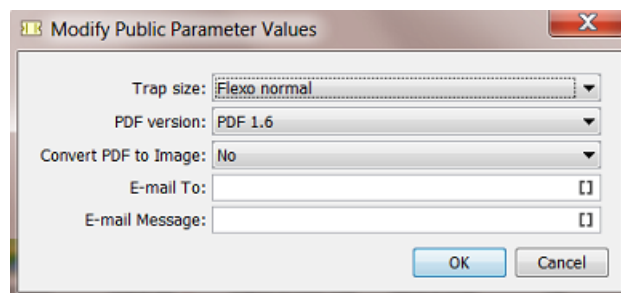 Modify Public Parameter Values
Trap size: Flexo normal
PDF version: PDF 1.6
Convert PDF to Image: No
E-mail To: []
E-mail Message: []
OK Cancel